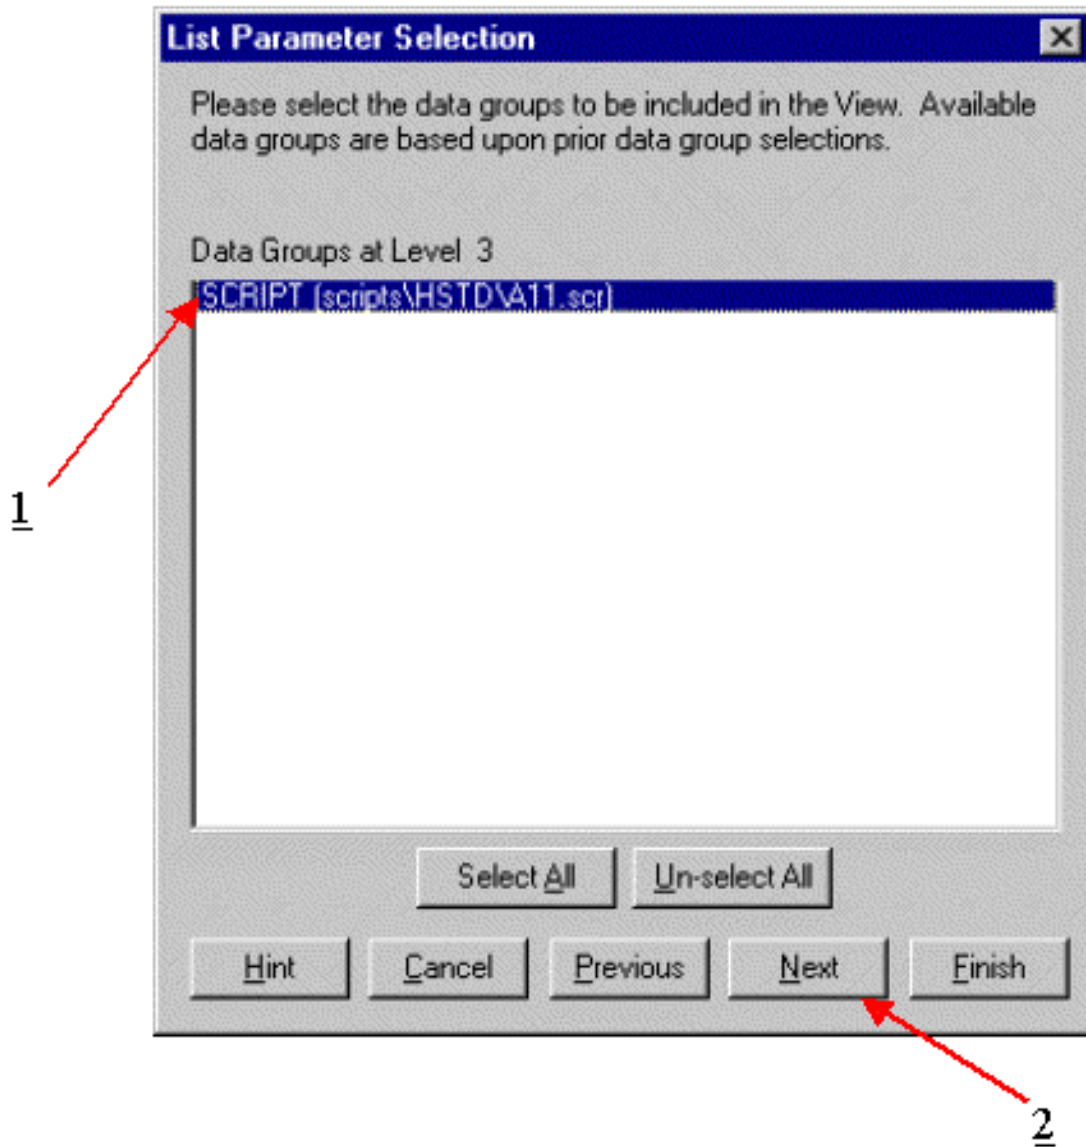 List Parameter Selection
Please select the data groups to be included in the View.  Available
data groups are based upon prior data group selections.
Data Groups at Level  3
SCRIPT (scripts\HSTD\A11.scr)
1
Select All
Un-select All
Hint
Cancel
Previous
Next
Finish
2